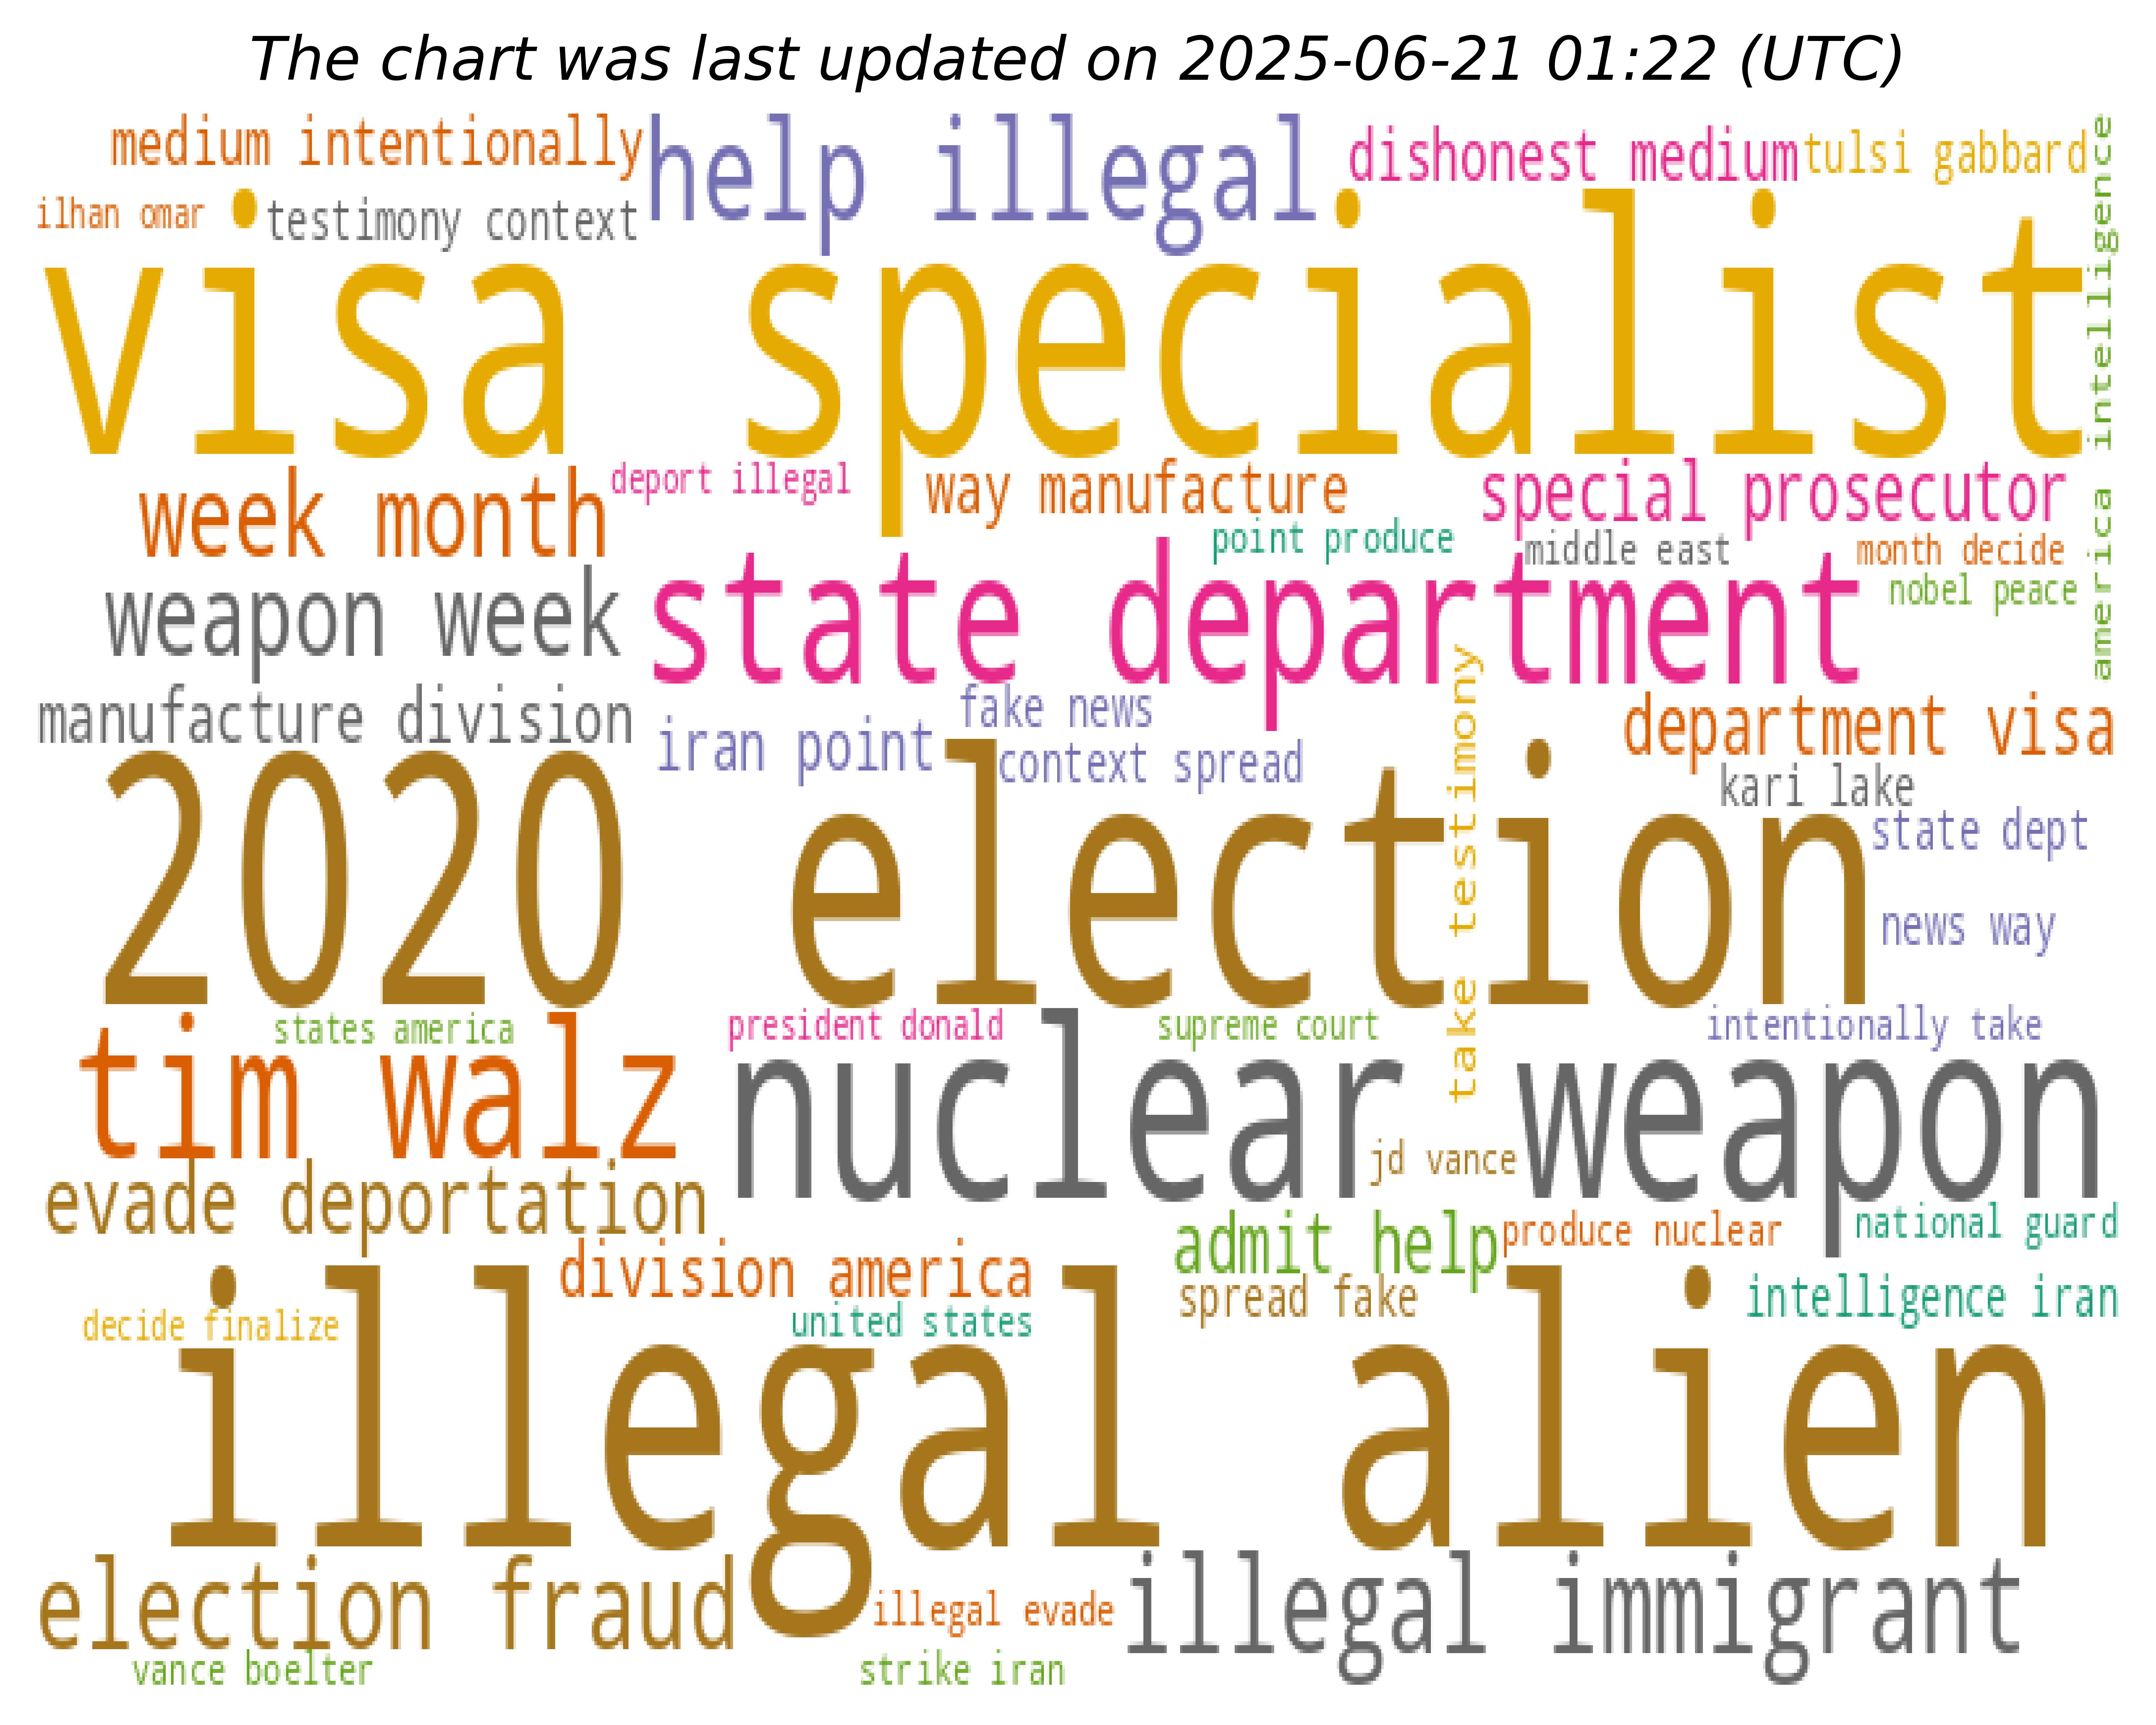 The chart was last updated on 2025-06-21 01:22 (UTC)
medium intentionally
help illegal
dishonest medium
tulsi gabbard
ilhan omar
testimony context
america intelligence
visa specialist
week month
deport illegal
way manufacture
special prosecutor
point produce
middle east
month decide
weapon week
state department
nobel peace
manufacture division
iran point
fake news
context spread
take testimony
department visa
kari lake
state dept
2020 election
news way
states america
president donald
supreme court
intentionally take
tim walz
nuclear weapon
jd vance
evade deportation
admit help
produce nuclear
national guard
division america
spread fake
intelligence iran
decide finalize
united states
illegal alien
election fraud
illegal evade
illegal immigrant
vance boelter
strike iran